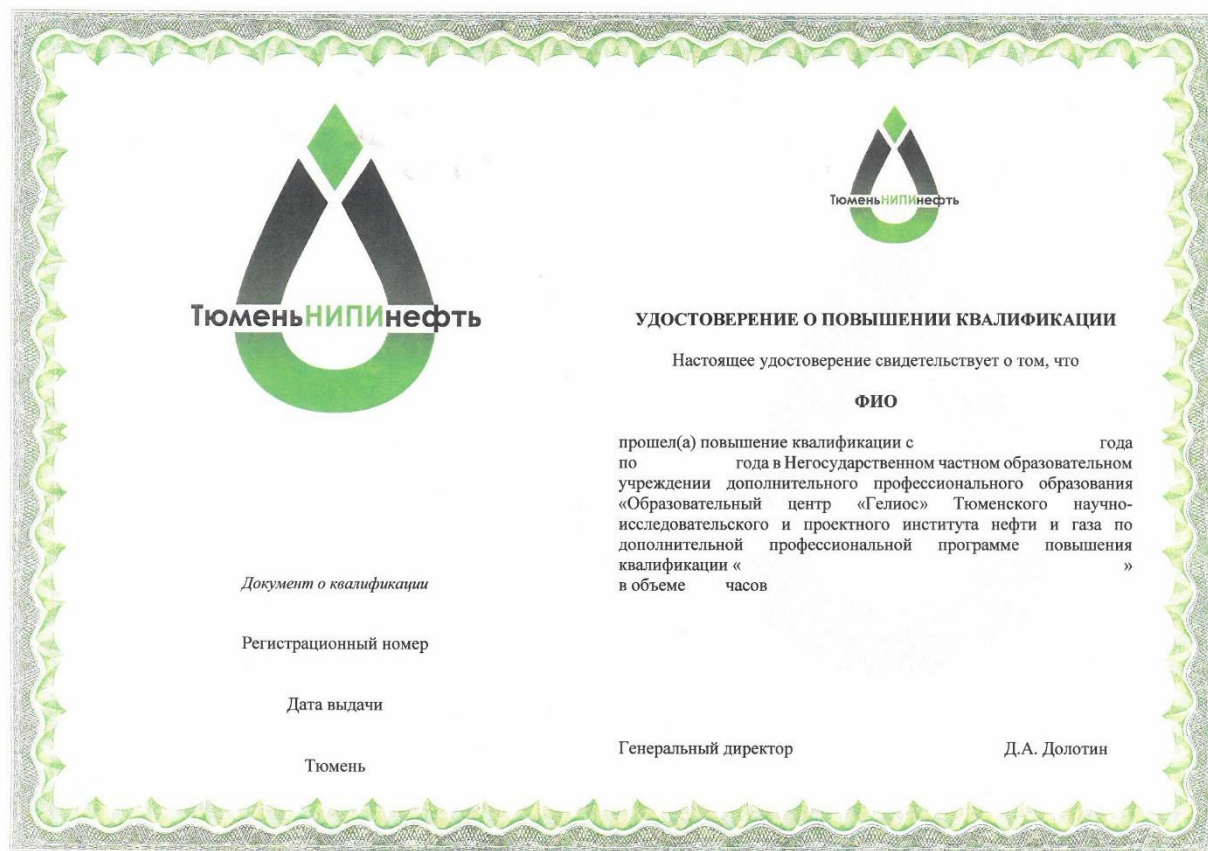 ТюменьНИПИнефть
Документ о квалификации
Регистрационный номер
Дата выдачи
Тюмень
ТюменьНИПИнефть
УДОСТОВЕРЕНИЕ О ПОВЫШЕНИИ КВАЛИФИКАЦИИ
Настоящее удостоверение свидетельствует о том, что
ФИО
прошел(а) повышение квалификации с года
по года в Негосударственном частном образовательном
учреждении дополнительного профессионального образования
«Образовательный центр «Гелиос» Тюменского научно-
исследовательского и проектного института нефти и газа по
дополнительной профессиональной программе повышения
квалификации « »
в объеме часов
Генеральный директор Д.А. Долотин